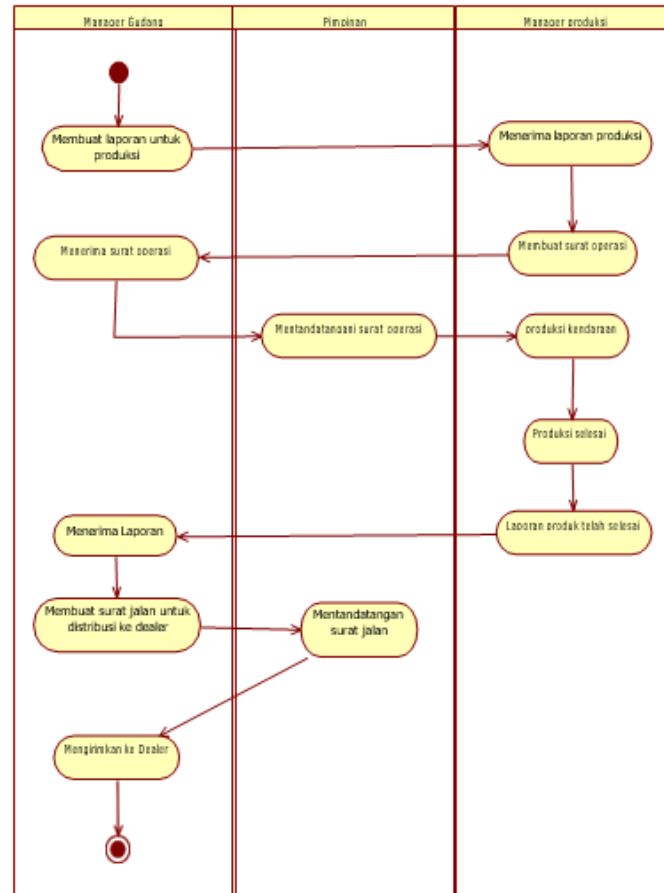 Manager Gudang
Pimpinan
Manager produksi
Membuat laporan untuk
produksi
Menerima laporan produksi
Menerima surat operasi
Membuat surat operasi
Mentandatangani surat operasi
produksi kendaraan
Produksi selesai
Laporan produk telah selesai
Menerima Laporan
Membuat surat jalan untuk
distribusi ke dealer
Mentandatangan
surat jalan
Mengirimkan ke Dealer